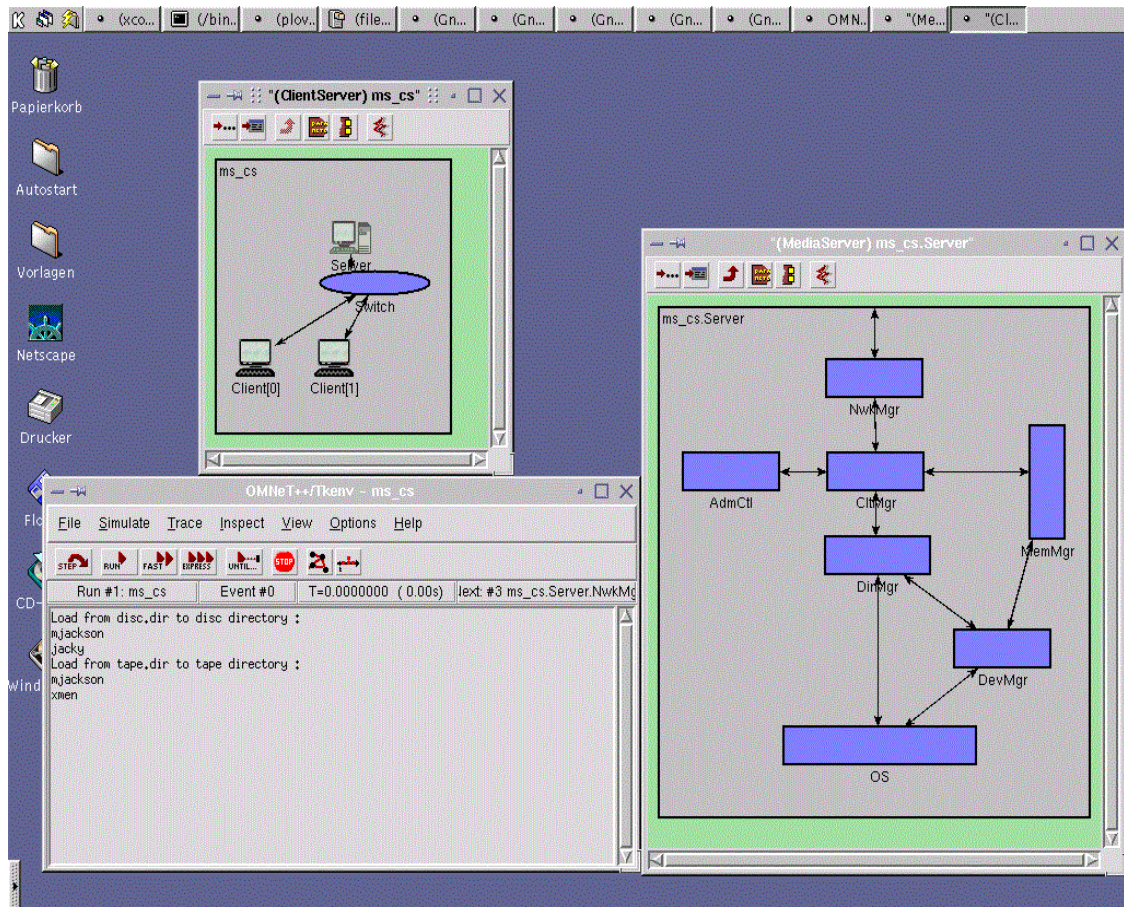 (xco...
(/bin..
(plov..
(file...
(Gn...
(Gn...
(Gn...
(Gn...
(Gn...
OMN..
"(Me...
"(Cl...
Papierkorb
Autostart
Vorlagen
Netscape
Drucker
Flo
CD-
Wind
"(ClientServer) ms_cs"
ms_cs
Server
Switch
Client[0] Client[1]
"(MediaServer) ms_cs.Server"
ms_cs.Server
NwkMgr
AdmCtl
CltMgr
MemMgr
DirMgr
DevMgr
OS
OMNeT++/Tkenv - ms_cs
File Simulate Trace Inspect View Options Help
STEP RUN FAST EXPRESS UNTIL... STOP
Run #1: ms_cs Event #0 T=0.0000000 ( 0.00s) #3 ms_cs.Server.NwkMg
Load from disc.dir to disc directory :
mjackson
jacky
Load from tape.dir to tape directory :
mjackson
xmen